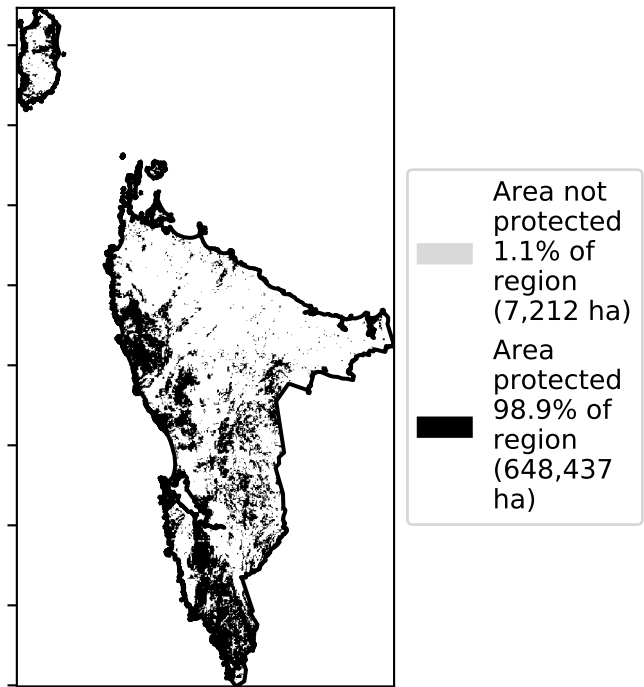 Area not
protected
1.1% of
region
(7,212 ha)
Area
protected
98.9% of
region
(648,437
ha)